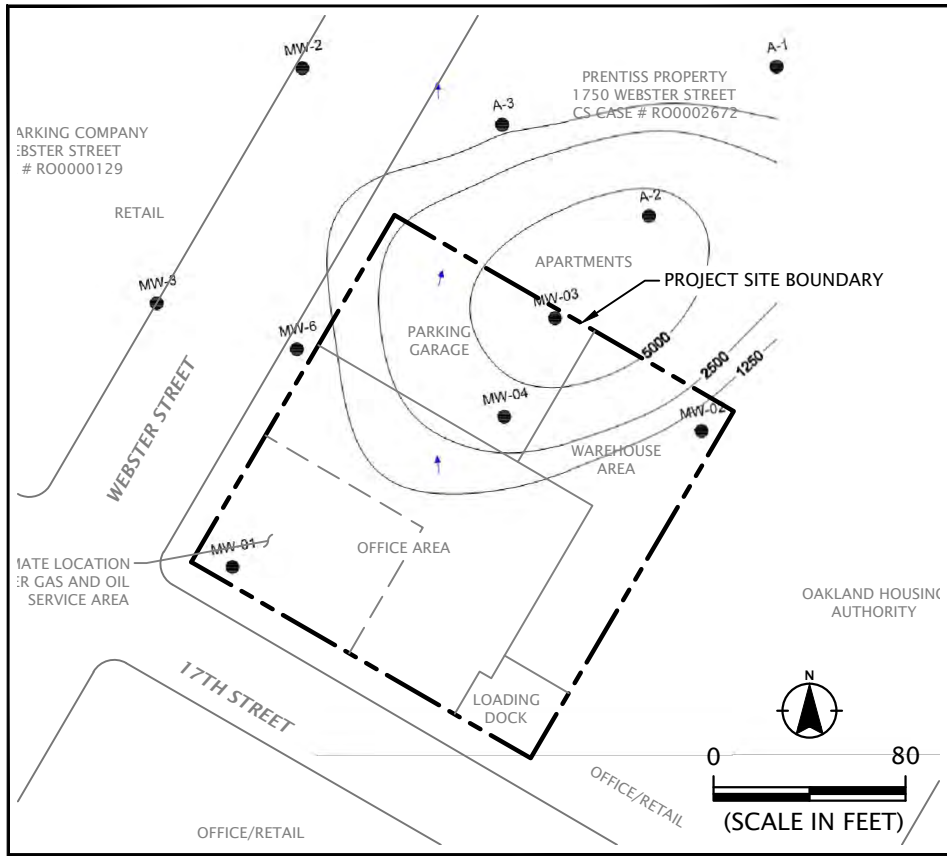 MW-2
A-1
PRENTISS PROPERTY
1750 WEBSTER STREET
CS CASE # RO0002672
A-3
ARKING COMPANY
EBSTER STREET
# RO0000129
RETAIL
A-2
APARTMENTS
PROJECT SITE BOUNDARY
MW-3
MW-03
MW-6
PARKING
GARAGE
5000
2500
1250
MW-04
MW-02
WEBSTER STREET
WAREHOUSE
AREA
OFFICE AREA
MW-01
MATE LOCATION
ER GAS AND OIL
SERVICE AREA
OAKLAND HOUSING
AUTHORITY
17TH STREET
LOADING
DOCK
N
0 80
(SCALE IN FEET)
OFFICE/RETAIL
OFFICE/RETAIL